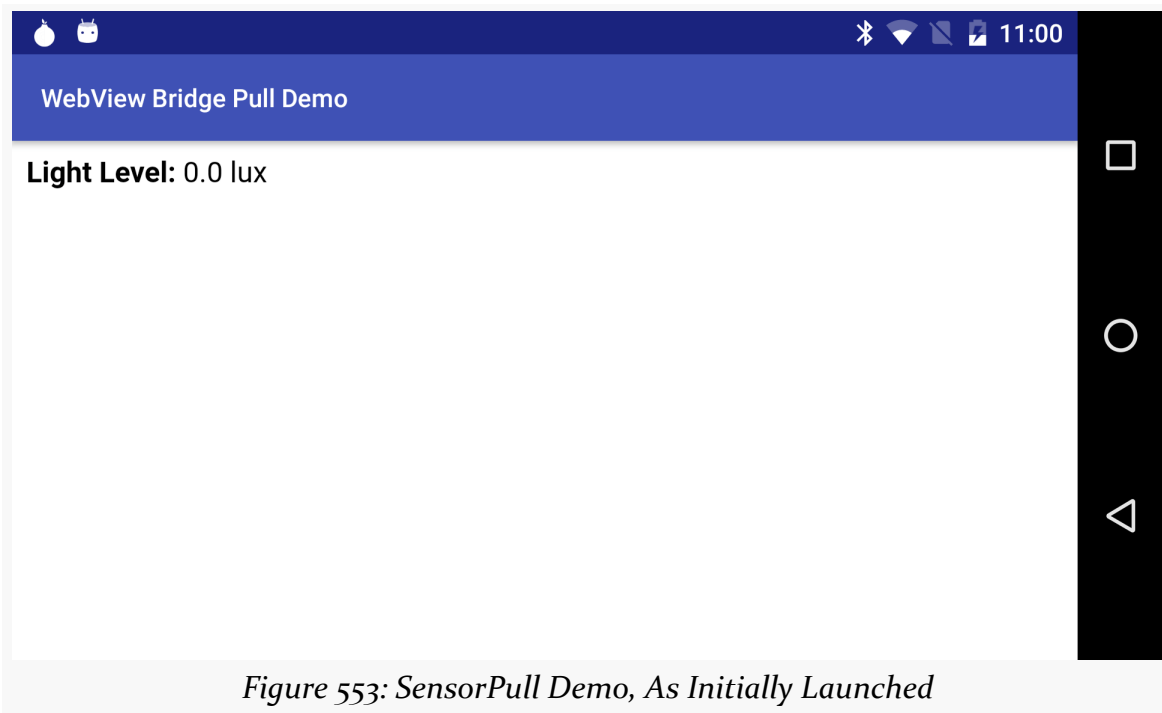 11:00
WebView Bridge Pull Demo
Light Level: 0.0 lux
Figure 553: SensorPull Demo, As Initially Launched